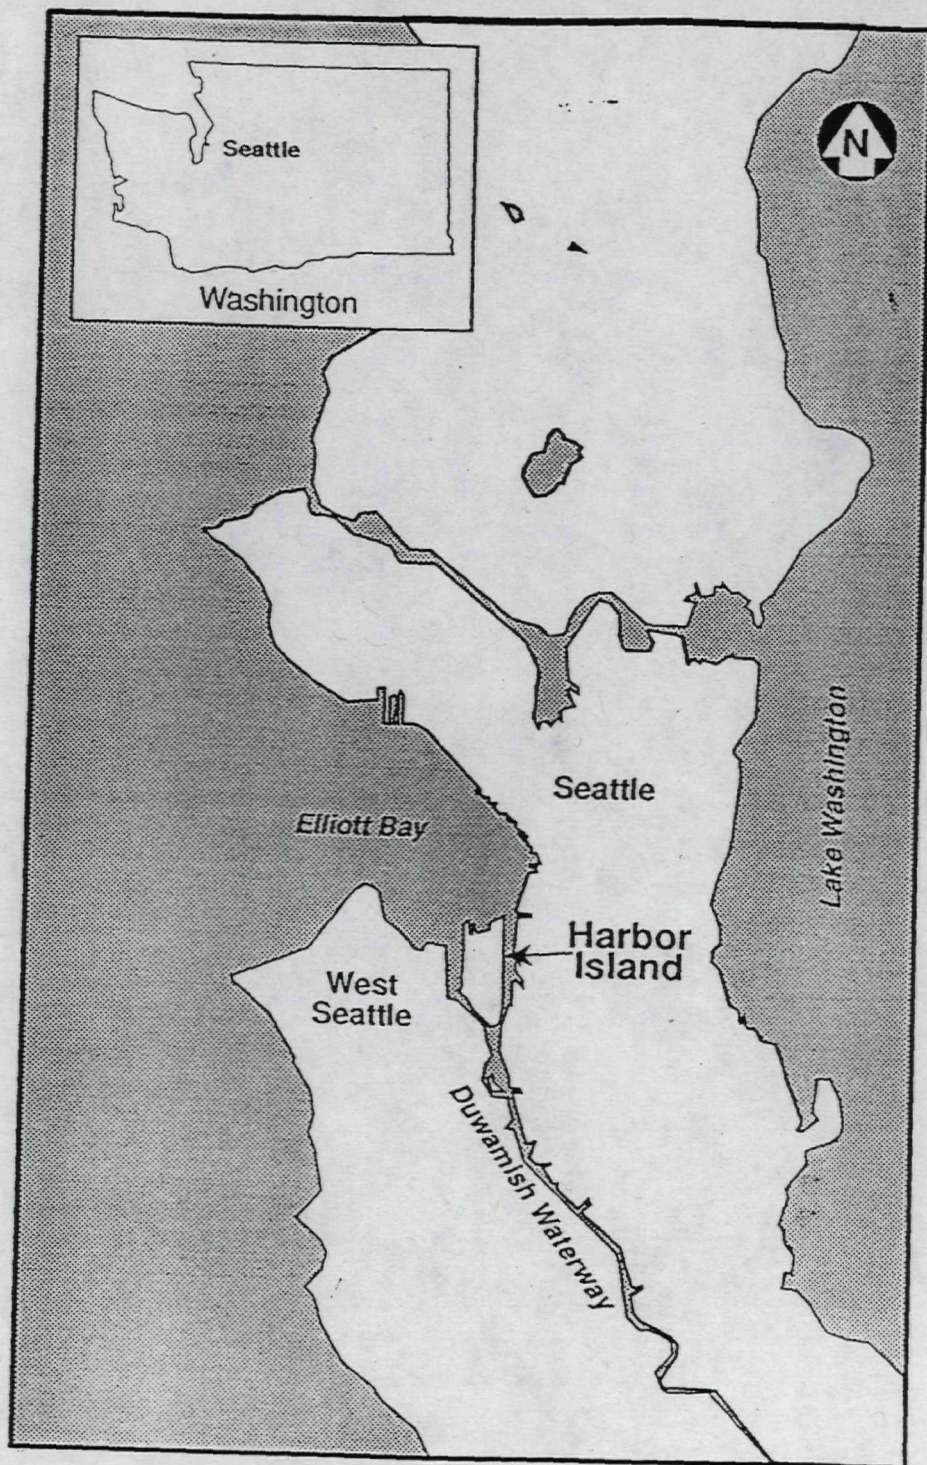 Seattle
Washington
N
Elliott Bay
Seattle
Lake Washington
Harbor
Island
West
Seattle
Duwamish Waterway